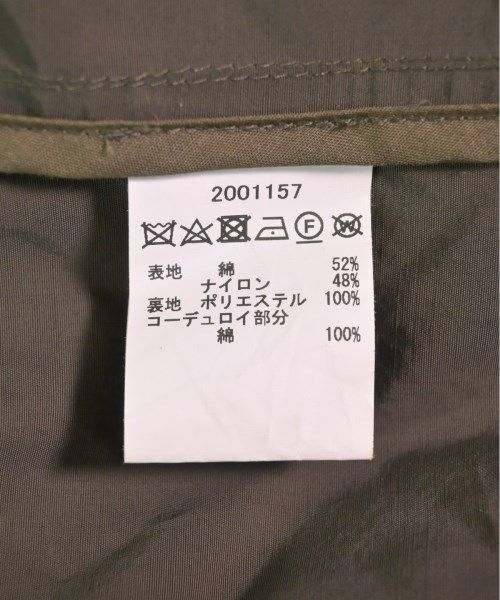 2001157
F W
表地 綿 52%
ナイロン 48%
裏地 ポリエステル 100%
コーデュロイ部分
綿 100%